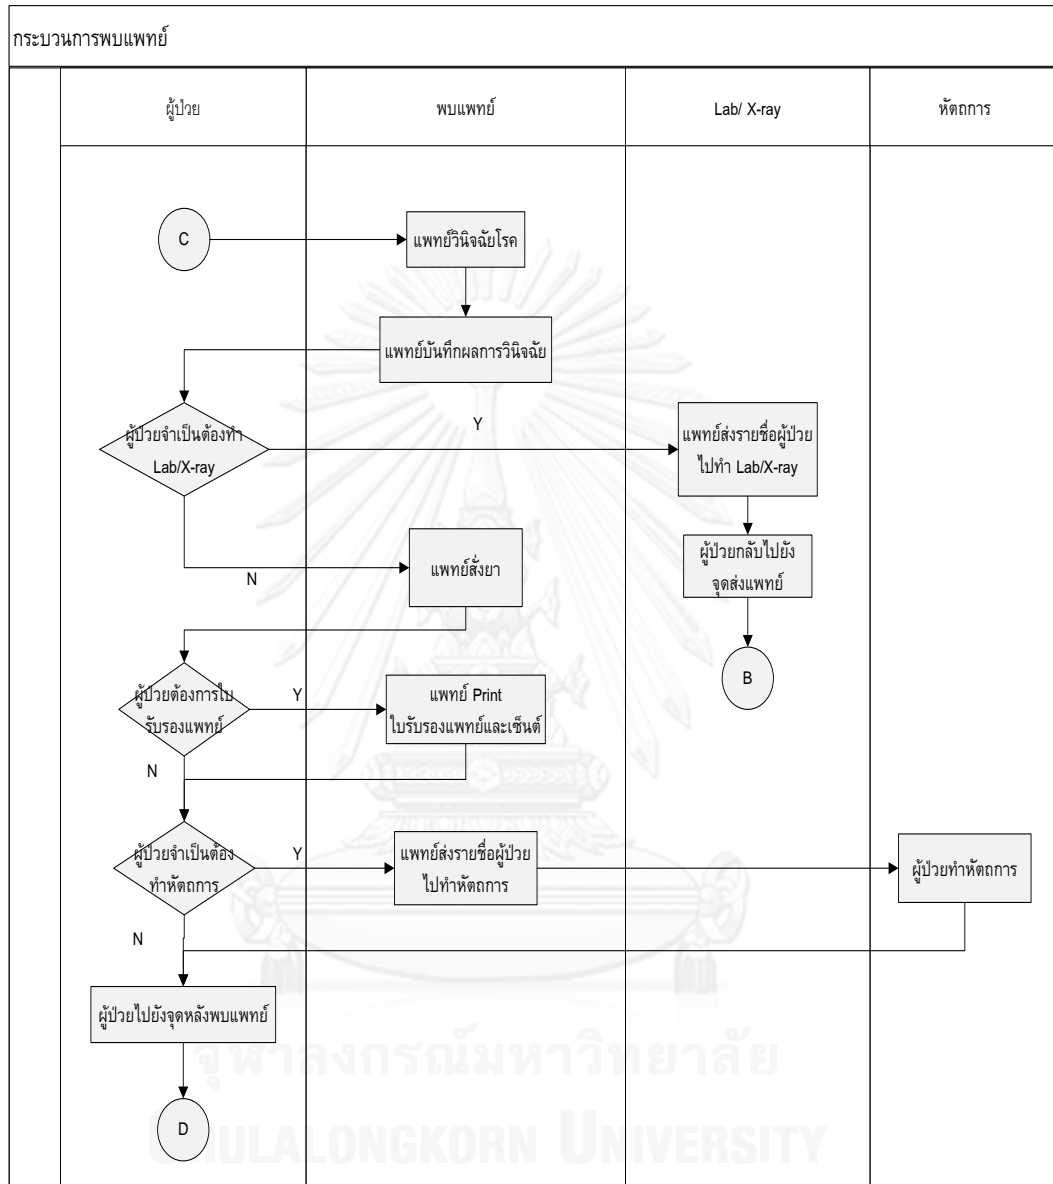 กระบวนการพบแพทย์
ผู้ป่วย
พบแพทย์
Lab/ X-ray
หัตถการ
C
แพทย์วินิจฉัยโรค
แพทย์บันทึกผลการวินิจฉัย
ผู้ป่วยจำเป็นต้องทำ
Lab/X-ray
Y
แพทย์ส่งรายชื่อผู้ป่วย
ไปทำ Lab/X-ray
N
แพทย์สั่งยา
ผู้ป่วยกลับไปยัง
จุดส่งแพทย์
B
ผู้ป่วยต้องการใบ
รับรองแพทย์
Y
แพทย์ Print
ใบรับรองแพทย์และเซ็นต์
N
ผู้ป่วยจำเป็นต้อง
ทำหัตถการ
Y
แพทย์ส่งรายชื่อผู้ป่วย
ไปทำหัตถการ
ผู้ป่วยทำหัตถการ
N
ผู้ป่วยไปยังจุดหลังพบแพทย์
D
จุฬาลงกรณ์มหาวิทยาลัย
CHULALONGKORN UNIVERSITY